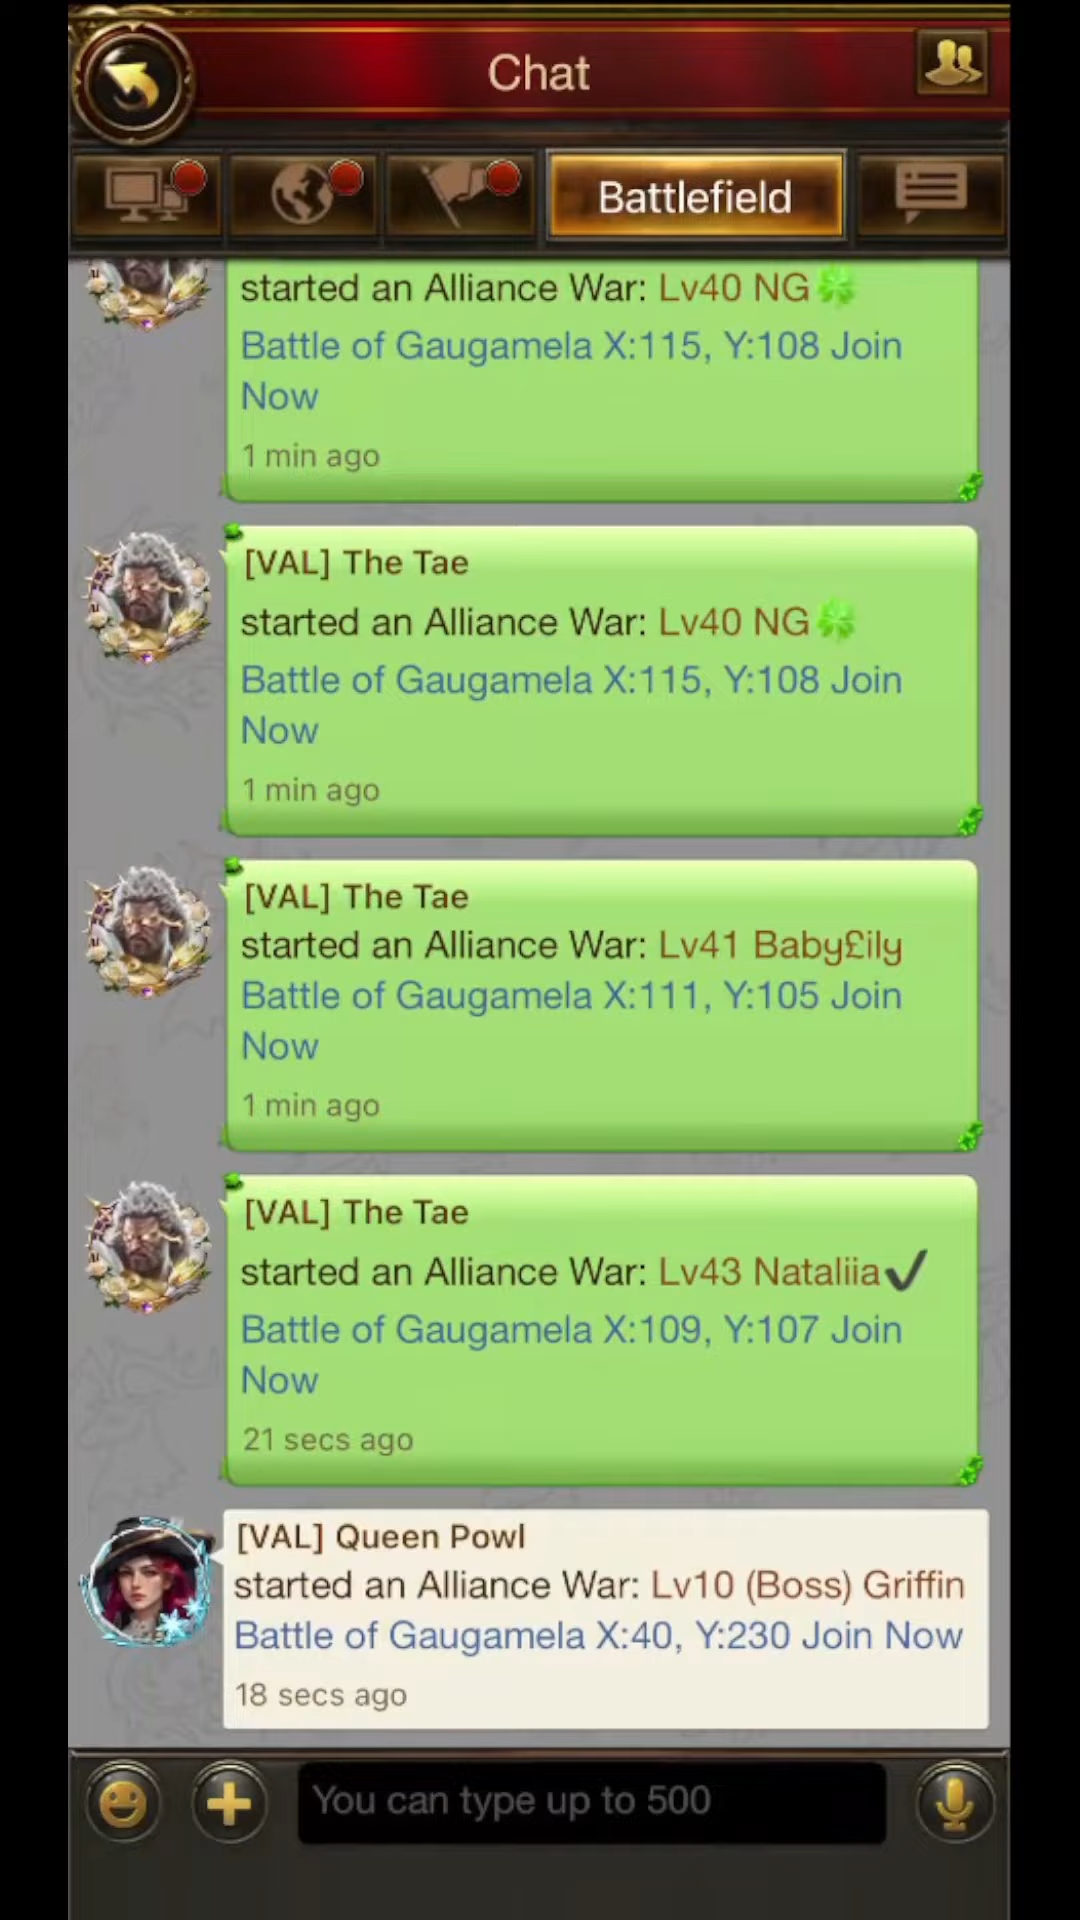 Chat
Battlefield
started an Alliance War: Lv40 NG🍀
Battle of Gaugamela X:115, Y:108 Join
Now
1 min ago
[VAL] The Tae
started an Alliance War: Lv40 NG🍀
Battle of Gaugamela X:115, Y:108 Join
Now
1 min ago
[VAL] The Tae
started an Alliance War: Lv41 Baby£ily
Battle of Gaugamela X:111, Y:105 Join
Now
1 min ago
[VAL] The Tae
started an Alliance War: Lv43 Nataliia✔
Battle of Gaugamela X:109, Y:107 Join
Now
21 secs ago
[VAL] Queen Powl
started an Alliance War: Lv10 (Boss) Griffin
Battle of Gaugamela X:40, Y:230 Join Now
18 secs ago
You can type up to 500